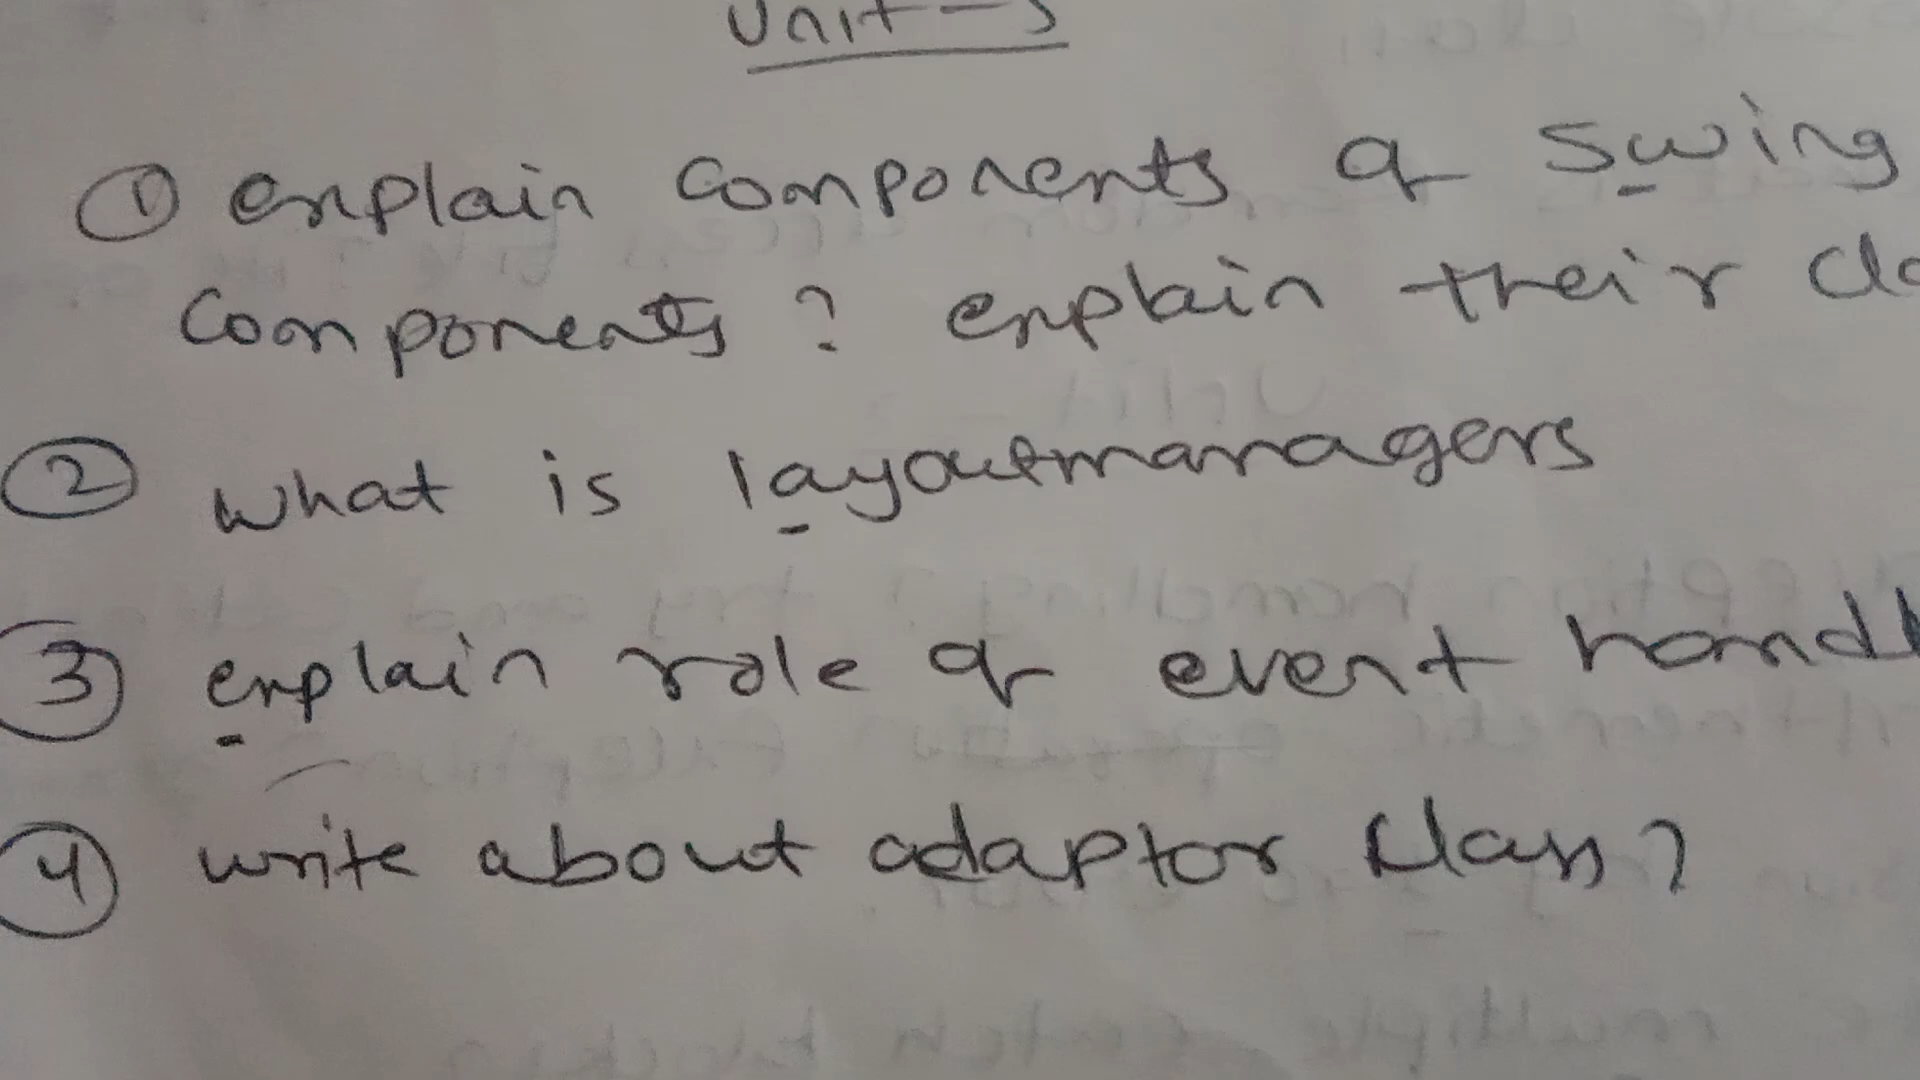 Unit-5
① explain components of swing
components? explain their
② what is layoutmanagers
③ explain role of event
④ write about adaptor class?